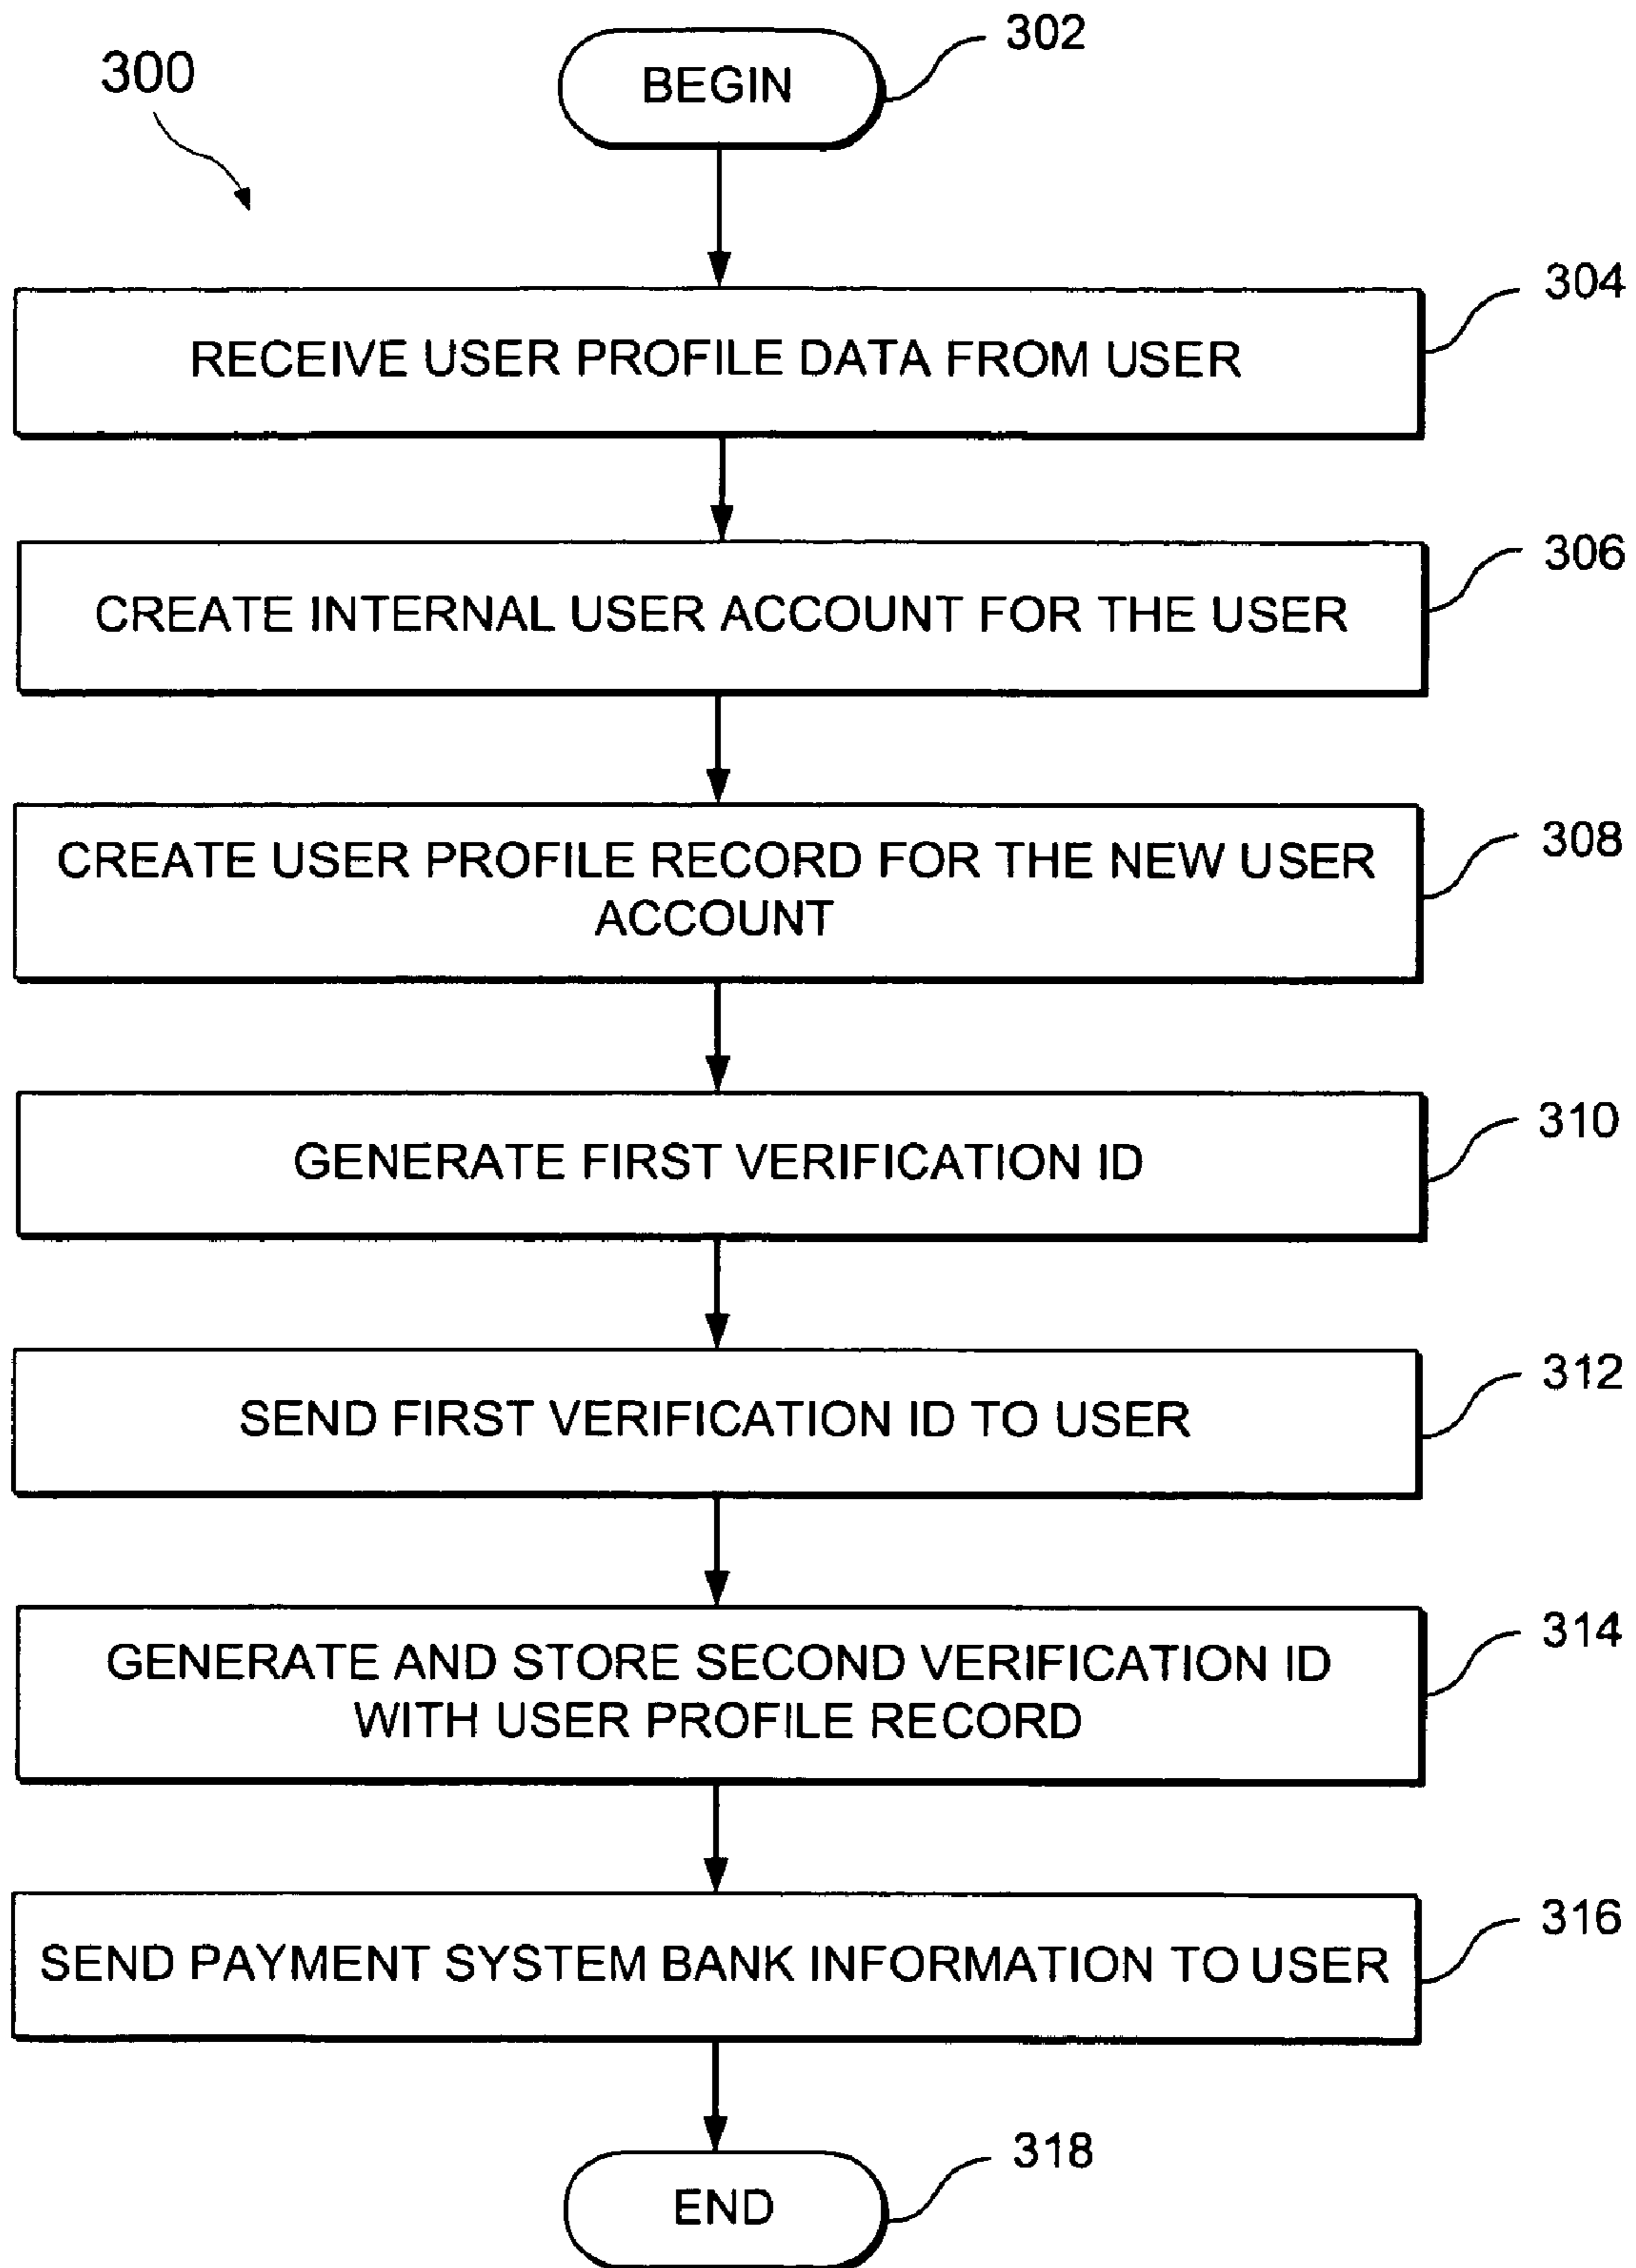 300
BEGIN
302
RECEIVE USER PROFILE DATA FROM USER
304
CREATE INTERNAL USER ACCOUNT FOR THE USER
306
CREATE USER PROFILE RECORD FOR THE NEW USER
ACCOUNT
308
GENERATE FIRST VERIFICATION ID
310
SEND FIRST VERIFICATION ID TO USER
312
GENERATE AND STORE SECOND VERIFICATION ID
WITH USER PROFILE RECORD
314
SEND PAYMENT SYSTEM BANK INFORMATION TO USER
316
END
318